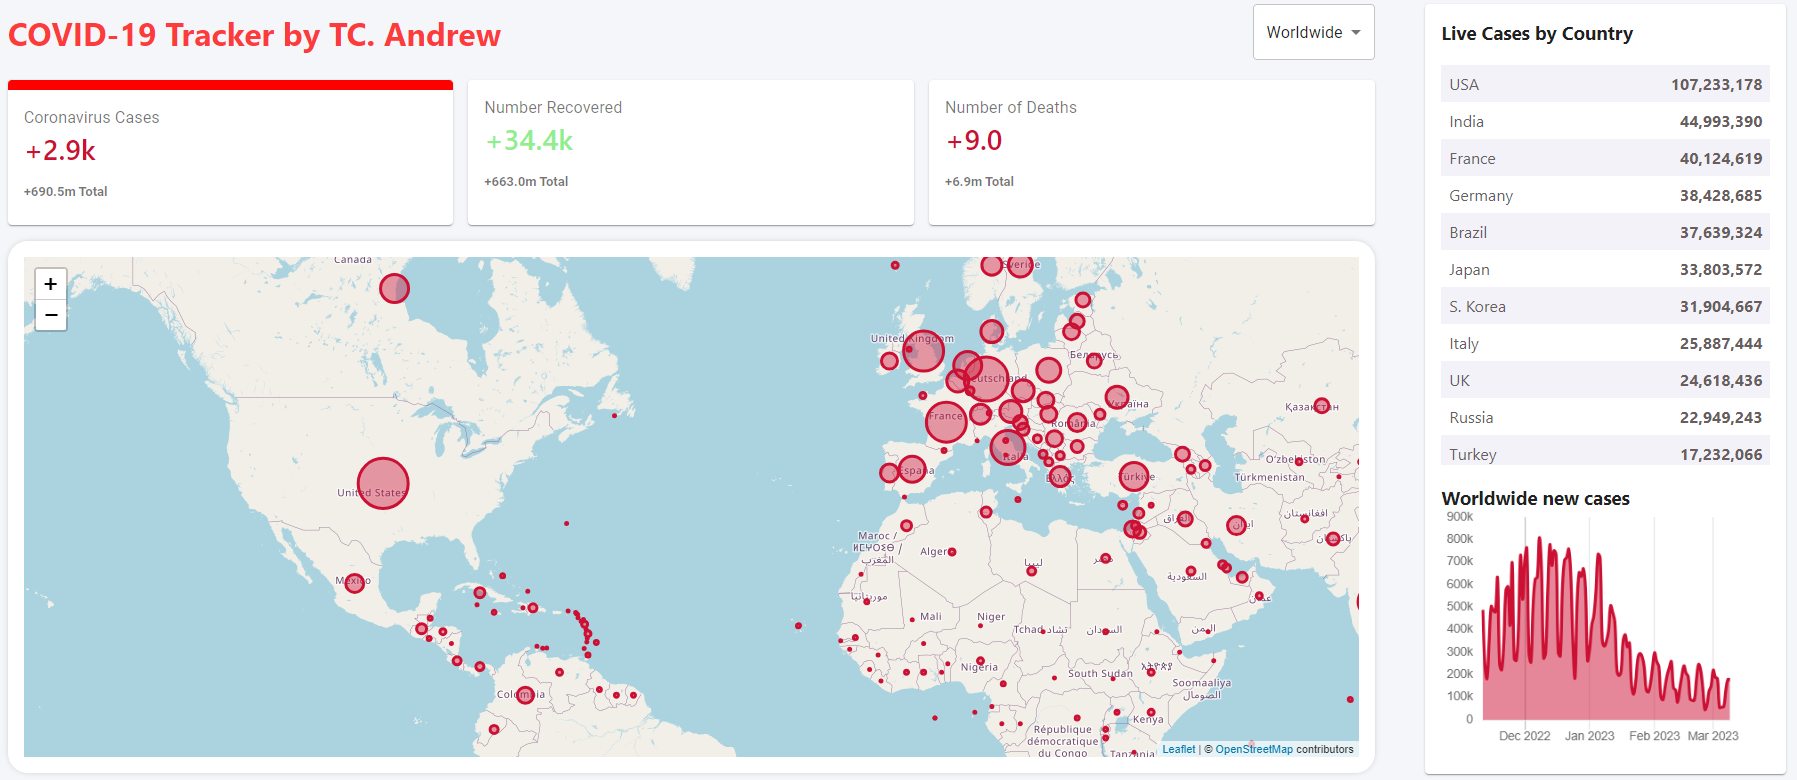 COVID-19 Tracker by TC. Andrew
Worldwide
Coronavirus Cases
+2.9k
+690.5m Total
Number Recovered
+34.4k
+663.0m Total
Number of Deaths
+9.0
+6.9m Total
+
−
Canada
Sverige
United Kingdom
Беларусь
Deutschland
Україна
France
România
Қазақстан
Italia
España
Ελλάς
Türkiye
O'zbekiston
Türkmenistan
United States
Maroc /
ⵍⵎⵖⵔⵉⴱ /
المغرب
العراق
ایران
افغانستان
پاکستان
Alger
ليبيا
مصر
السعودية
México
موريتانيا
عمان
Mali
Niger
Tchad تشاد
السودان
اليمن
Nigeria
South Sudan
ኢትዮጵያ
Soomaaliya
الصومال
Colombia
Kenya
République
démocratique
du Congo
Tanzania
Leaflet | © OpenStreetMap contributors
Live Cases by Country
USA 107,233,178
India 44,993,390
France 40,124,619
Germany 38,428,685
Brazil 37,639,324
Japan 33,803,572
S. Korea 31,904,667
Italy 25,887,444
UK 24,618,436
Russia 22,949,243
Turkey 17,232,066
Worldwide new cases
900k
800k
700k
600k
500k
400k
300k
200k
100k
0
Dec 2022 Jan 2023 Feb 2023 Mar 2023